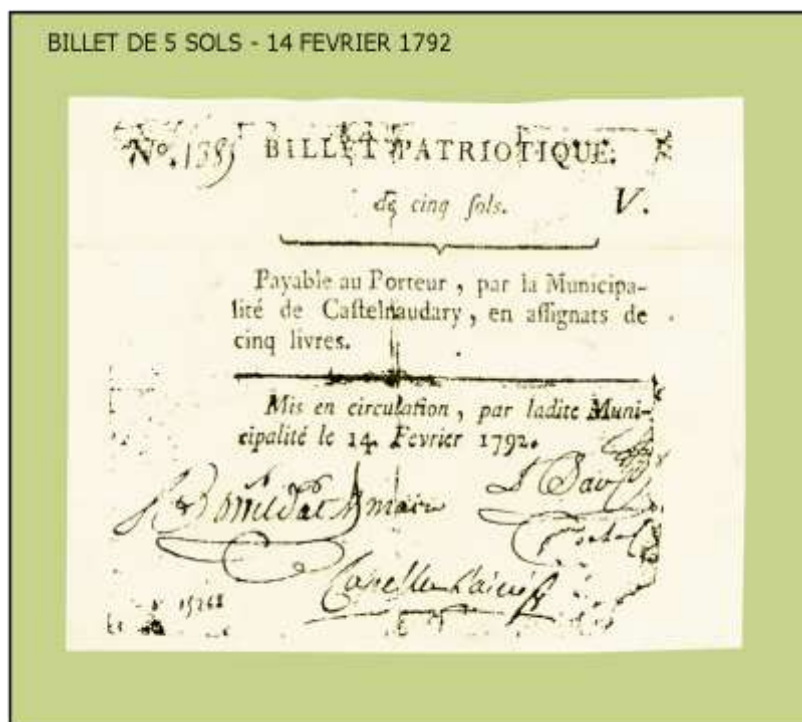 BILLET DE 5 SOLS - 14 FEVRIER 1792
Nº. 1385 BILLET PATRIOTIQUE.
de cinq ſols. V.
Payable au Porteur, par la Municipa-
lité de Caſtelnaudary, en aſſignats de
cinq livres.
Mis en circulation, par ladite Muni-
cipalité le 14. Fevrier 1792.
maire
15268